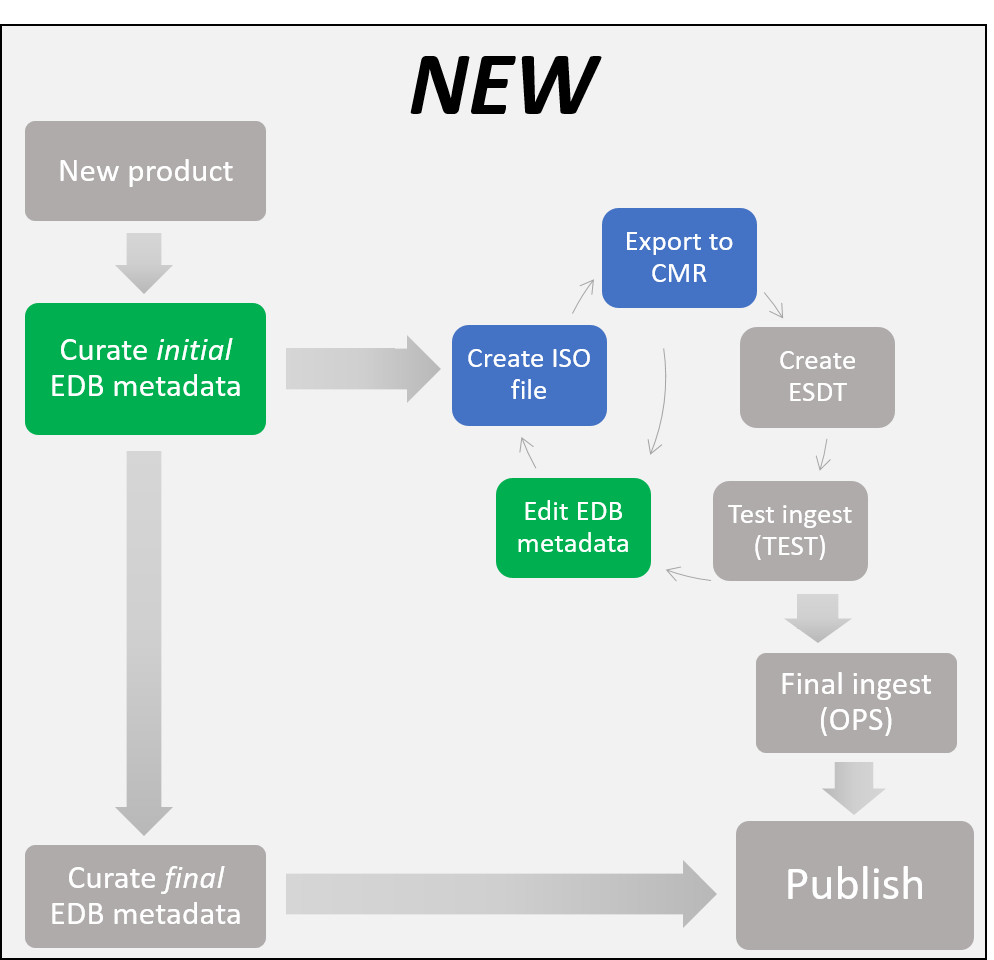 NEW
New product
Curate initial
EDB metadata
Export to
CMR
Create ISO
file
Create
ESDT
Edit EDB
metadata
Test ingest
(TEST)
Final ingest
(OPS)
Curate final
EDB metadata
Publish